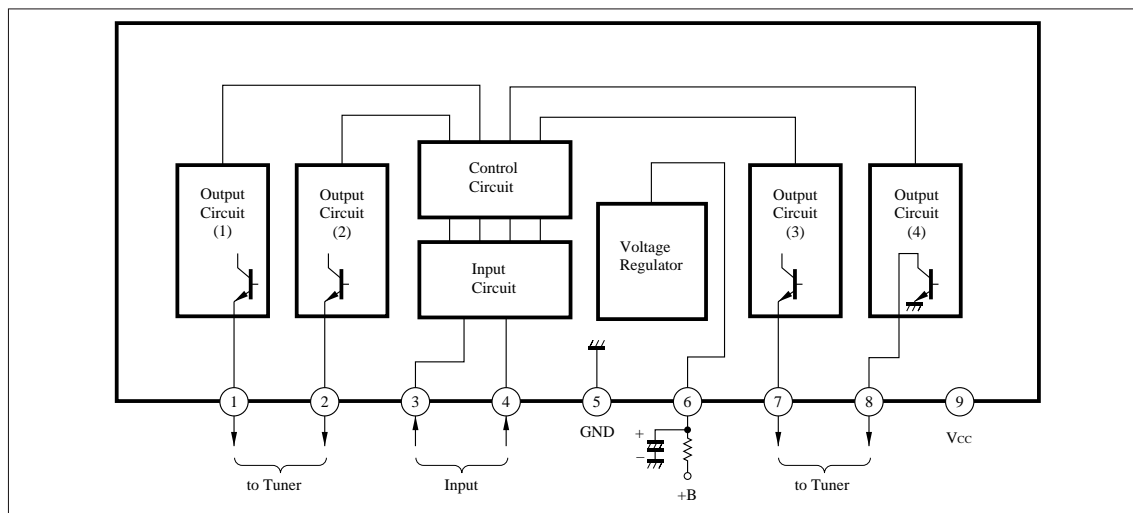 Control
Circuit
Output
Circuit
(1)
Output
Circuit
(2)
Voltage
Regulator
Output
Circuit
(3)
Output
Circuit
(4)
Input
Circuit
1
2
3
4
5
6
7
8
9
GND
+
−
VCC
to Tuner
Input
+B
to Tuner